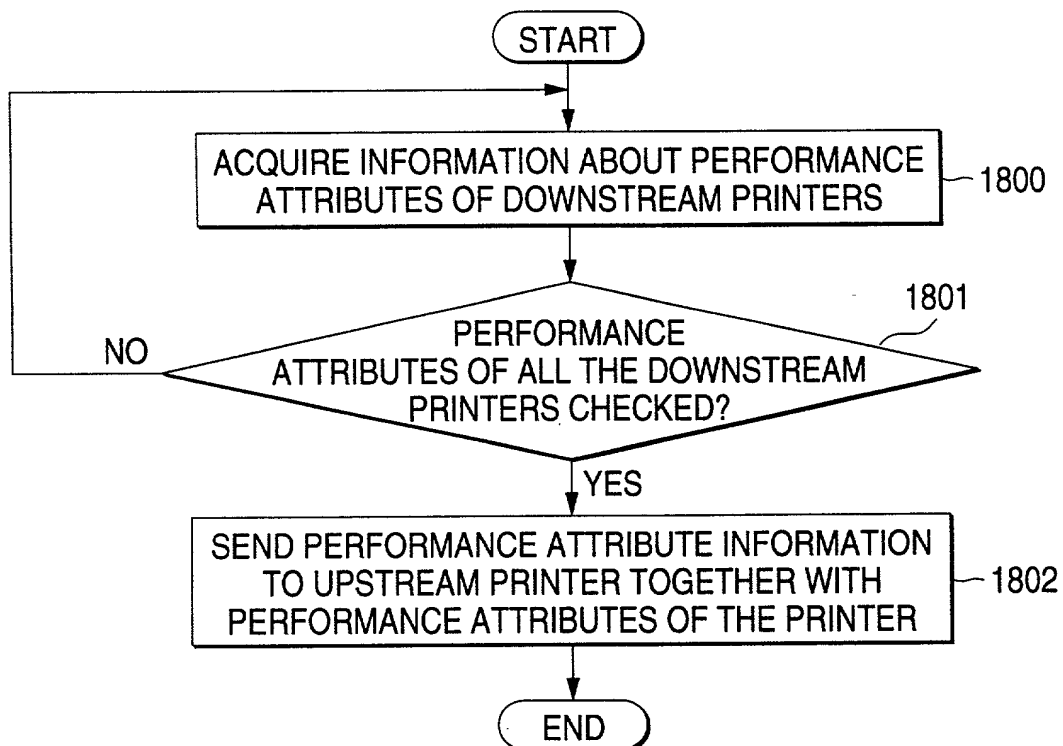 START
ACQUIRE INFORMATION ABOUT PERFORMANCE
ATTRIBUTES OF DOWNSTREAM PRINTERS
1800
1801
PERFORMANCE
ATTRIBUTES OF ALL THE DOWNSTREAM
PRINTERS CHECKED?
NO
YES
SEND PERFORMANCE ATTRIBUTE INFORMATION
TO UPSTREAM PRINTER TOGETHER WITH
PERFORMANCE ATTRIBUTES OF THE PRINTER
1802
END